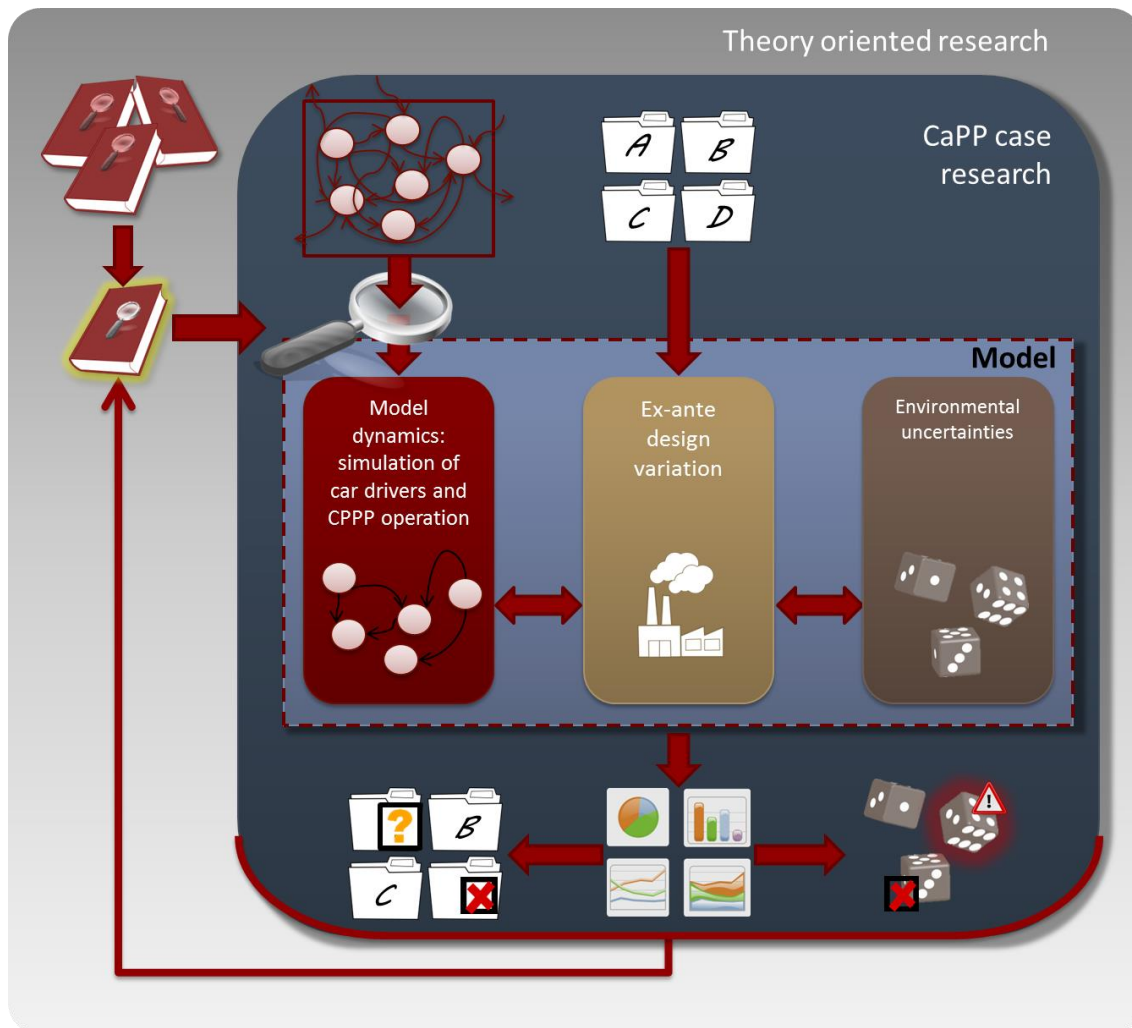 Theory oriented research
CaPP case
research
A
B
C
D
Model
Model
dynamics:
simulation of
car drivers and
CPPP operation
Ex-ante
design
variation
Environmental
uncertainties
?
B
C
!